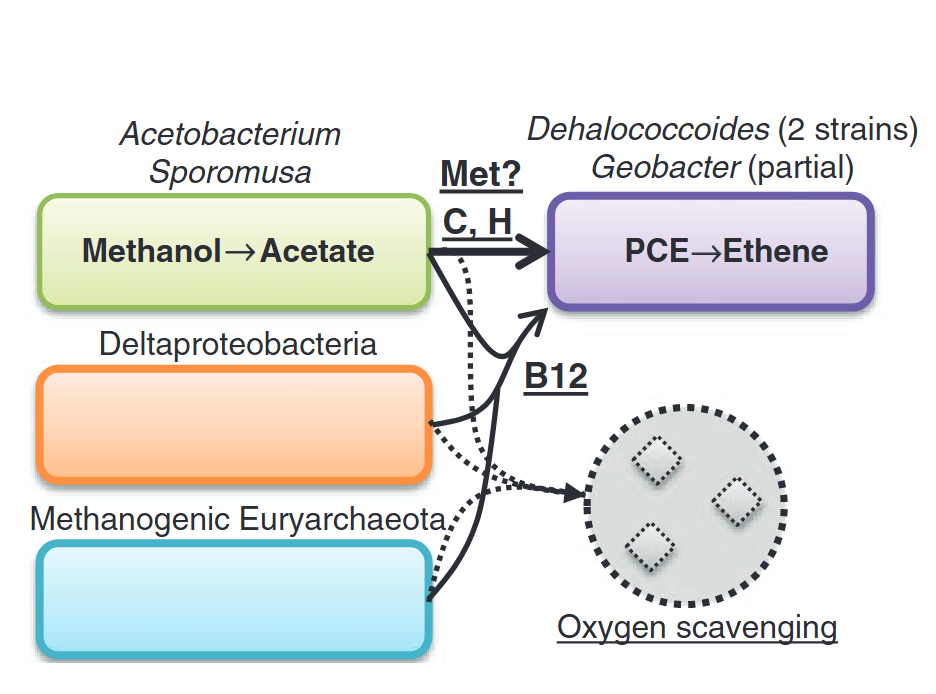 Acetobacterium
Sporomusa
Dehalococcoides (2 strains)
Geobacter (partial)
Met?
C, H
Methanol→Acetate
PCE→Ethene
Deltaproteobacteria
B12
Methanogenic Euryarchaeota
Oxygen scavenging